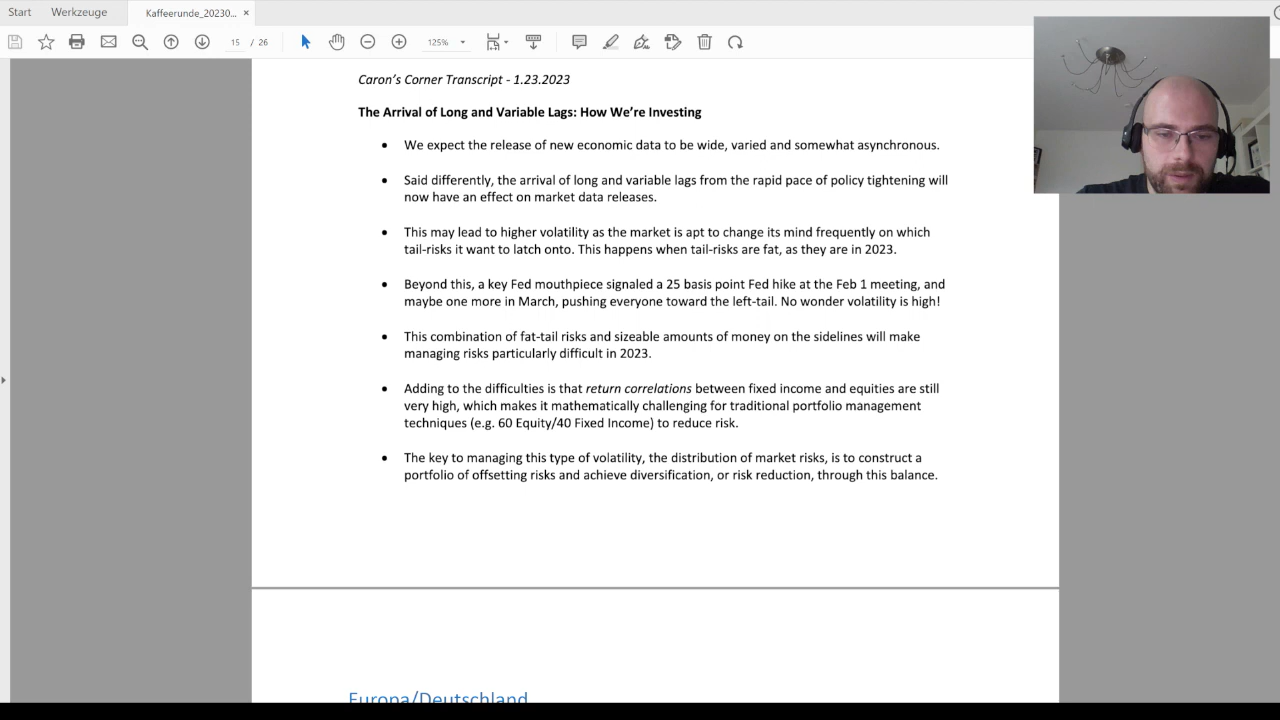 Start Werkzeuge Kaffeerunde_20230... ×
15 / 26 125%
Caron's Corner Transcript - 1.23.2023
The Arrival of Long and Variable Lags: How We're Investing
• We expect the release of new economic data to be wide, varied and somewhat asynchronous.
• Said differently, the arrival of long and variable lags from the rapid pace of policy tightening will
now have an effect on market data releases.
• This may lead to higher volatility as the market is apt to change its mind frequently on which
tail-risks it want to latch onto. This happens when tail-risks are fat, as they are in 2023.
• Beyond this, a key Fed mouthpiece signaled a 25 basis point Fed hike at the Feb 1 meeting, and
maybe one more in March, pushing everyone toward the left-tail. No wonder volatility is high!
• This combination of fat-tail risks and sizeable amounts of money on the sidelines will make
managing risks particularly difficult in 2023.
• Adding to the difficulties is that return correlations between fixed income and equities are still
very high, which makes it mathematically challenging for traditional portfolio management
techniques (e.g. 60 Equity/40 Fixed Income) to reduce risk.
• The key to managing this type of volatility, the distribution of market risks, is to construct a
portfolio of offsetting risks and achieve diversification, or risk reduction, through this balance.
Europa/Deutschland